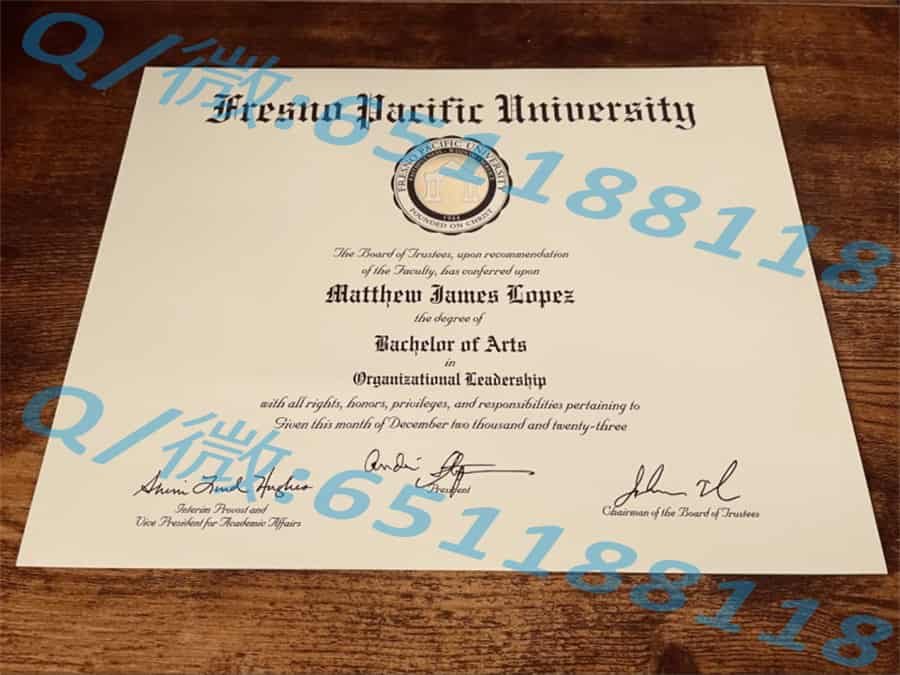 Q/微:651188118
Fresno Pacific University
FRESNO PACIFIC UNIVERSITY
1944
FOUNDED ON CHRIST
The Board of Trustees, upon recommendation
of the Faculty, has conferred upon
Matthew James Lopez
the degree of
Bachelor of Arts
in
Organizational Leadership
with all rights, honors, privileges, and responsibilities pertaining to
Given this month of December two thousand and twenty-three
President
Interim Provost and
Vice President for Academic Affairs
Chairman of the Board of Trustees
Q/微:651188118